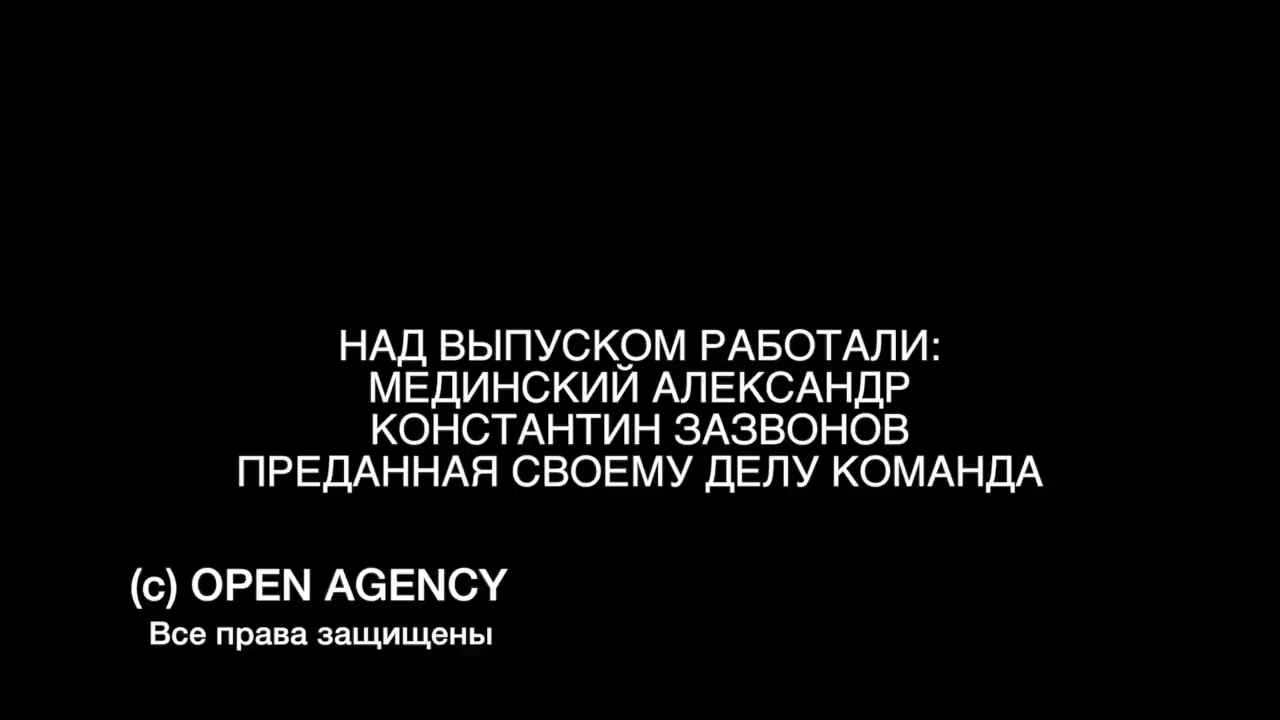 НАД ВЫПУСКОМ РАБОТАЛИ:
МЕДИНСКИЙ АЛЕКСАНДР
КОНСТАНТИН ЗАЗВОНОВ
ПРЕДАННАЯ СВОЕМУ ДЕЛУ КОМАНДА
(c) OPEN AGENCY
Все права защищены